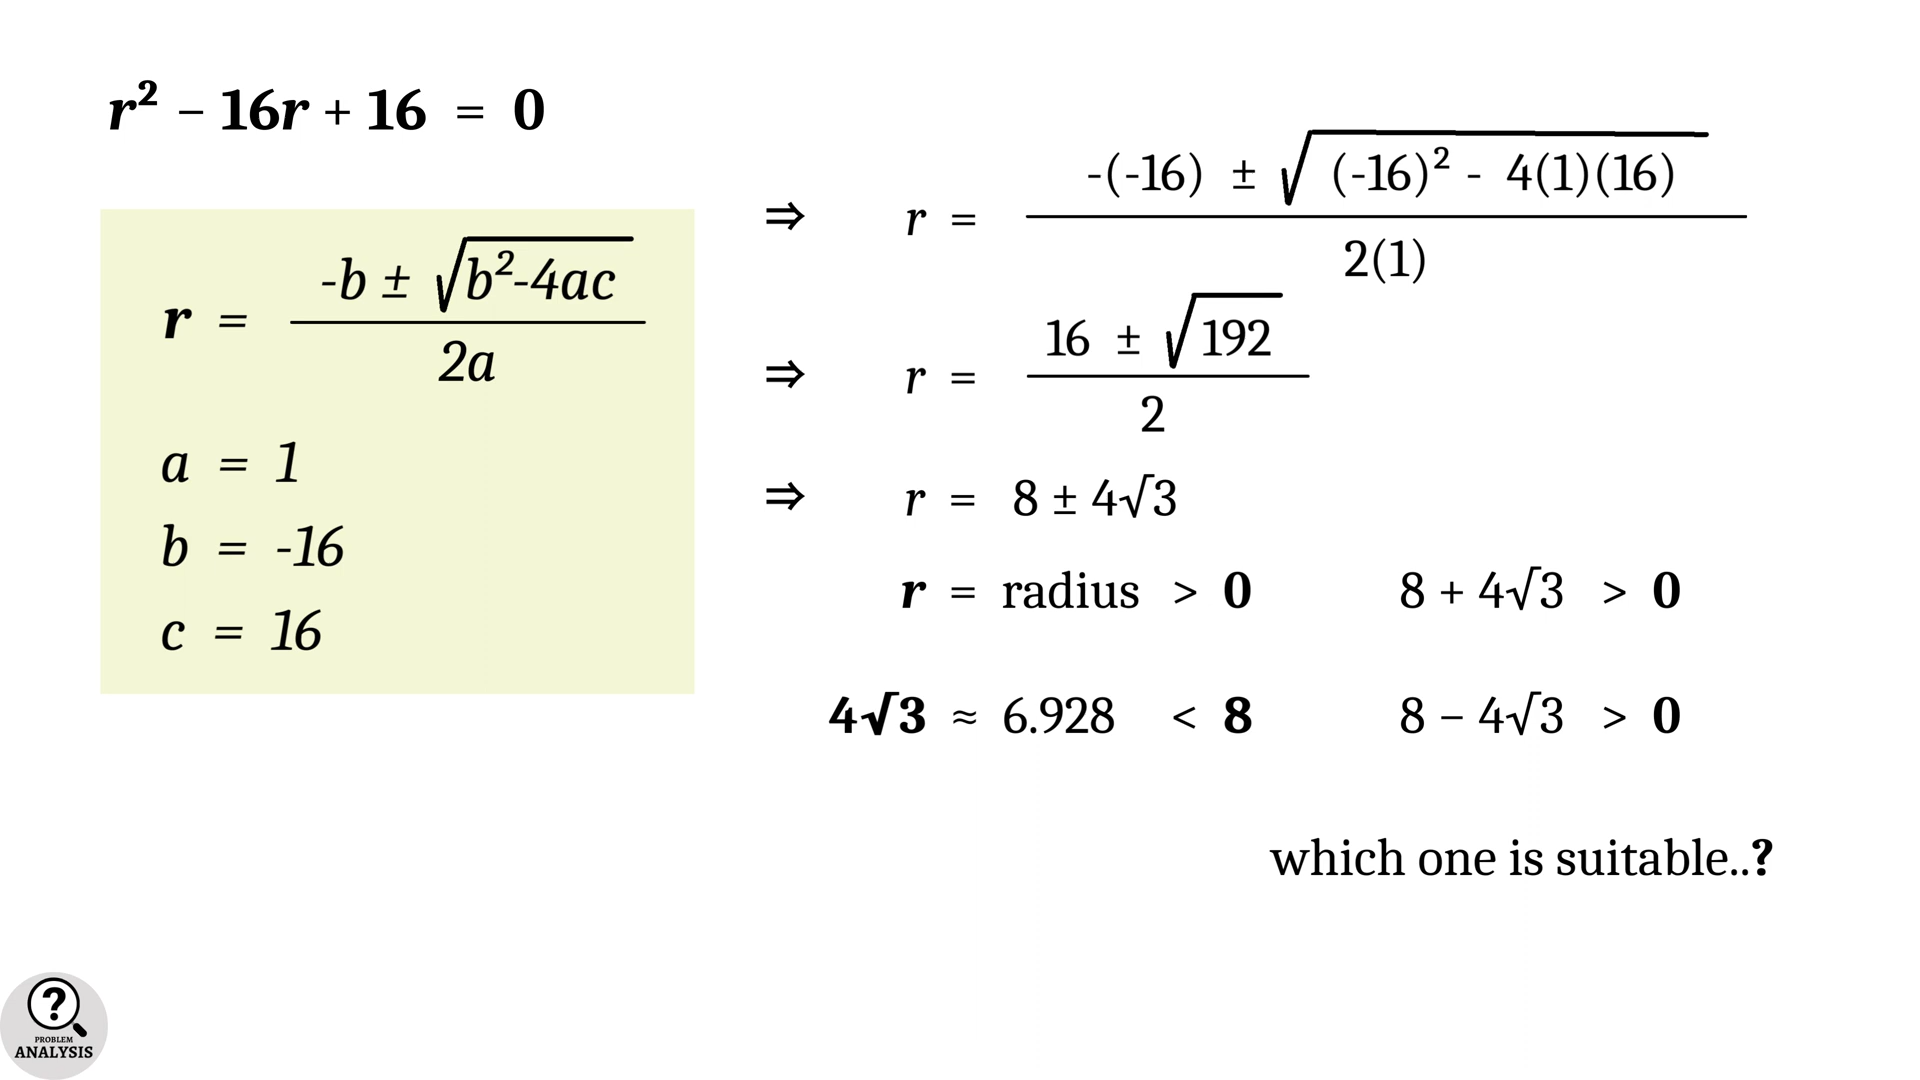 r² − 16r + 16 = 0
r = (-b ± √(b²-4ac)) / 2a
a = 1
b = -16
c = 16
⇒ r = (-(-16) ± √((-16)² - 4(1)(16))) / 2(1)
⇒ r = (16 ± √192) / 2
⇒ r = 8 ± 4√3
r = radius > 0 8 + 4√3 > 0
4√3 ≈ 6.928 < 8 8 − 4√3 > 0
which one is suitable..?
?
PROBLEM
ANALYSIS